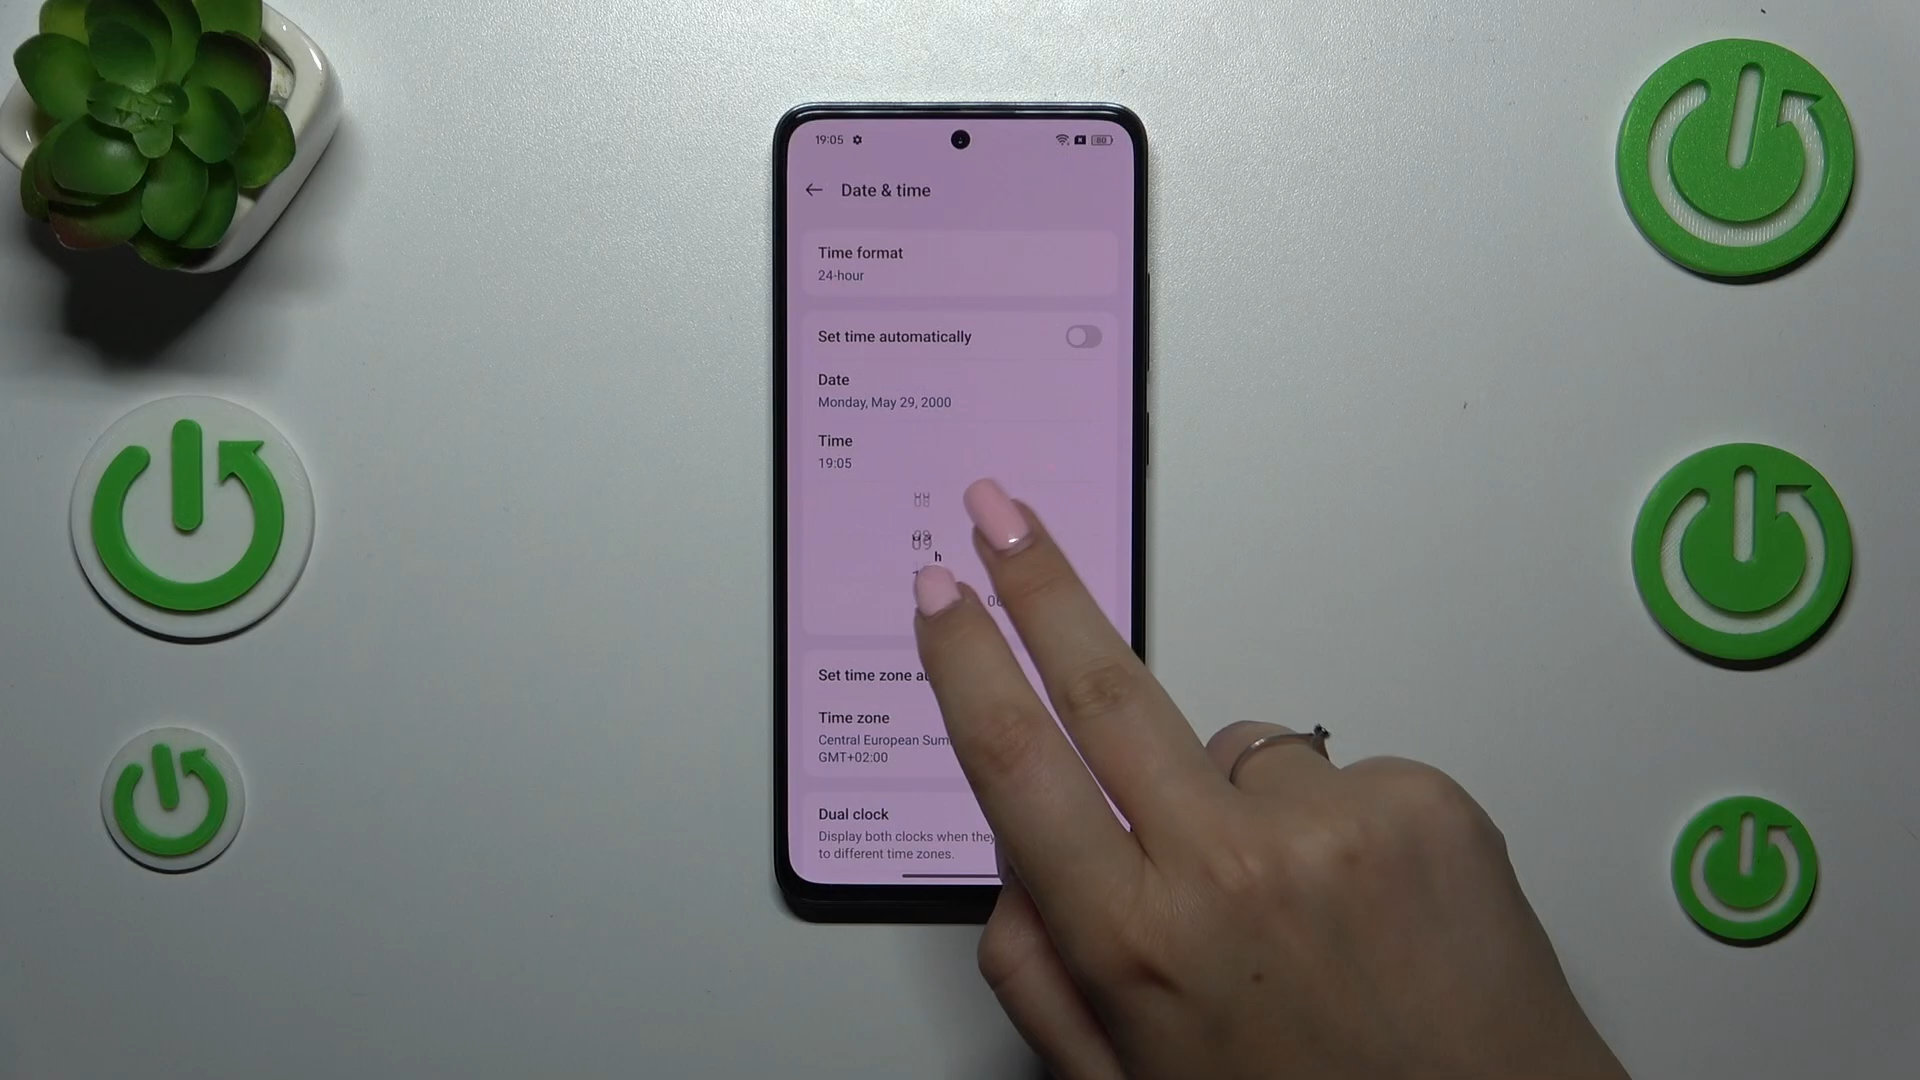 19:05
Date & time
Time format
24-hour
Set time automatically
Date
Monday, May 29, 2000
Time
19:05
08
09
h
Set time zone
Time zone
Central European
GMT+02:00
Dual clock
Display both clocks when they
to different time zones.